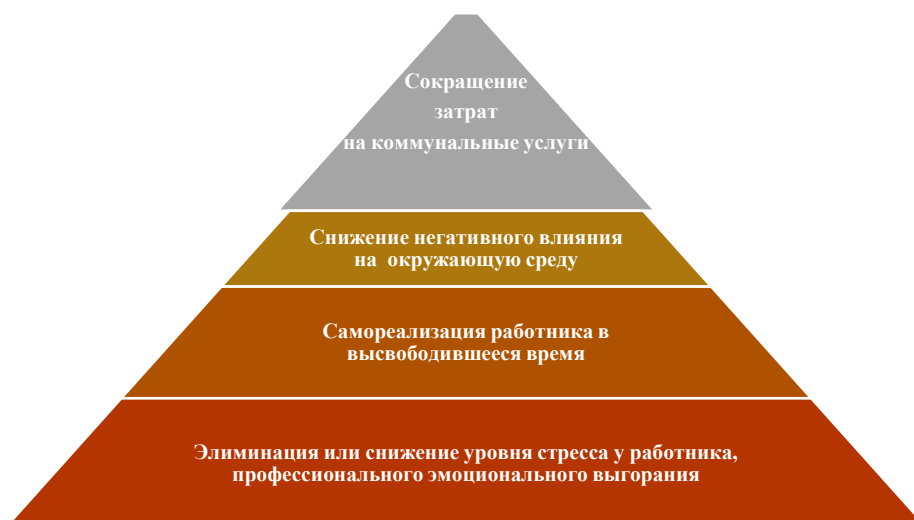 Сокращение
затрат
на коммунальные услуги
Снижение негативного влияния
на окружающую среду
Самореализация работника в
высвободившееся время
Элиминация или снижение уровня стресса у работника,
профессионального эмоционального выгорания